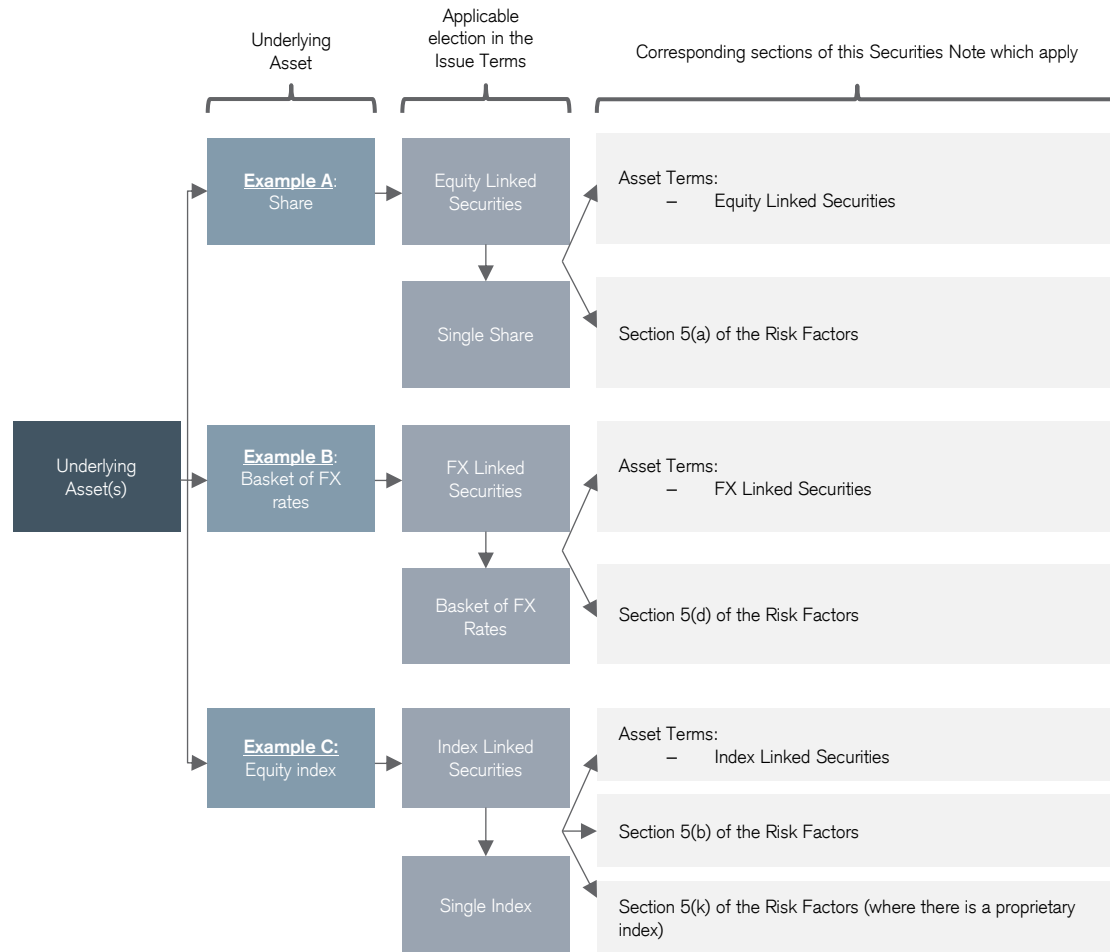 Underlying
Asset
Applicable
election in the
Issue Terms
Corresponding sections of this Securities Note which apply
Underlying
Asset(s)
Example A:
Share
Equity Linked
Securities
Single Share
Asset Terms:
– Equity Linked Securities
Section 5(a) of the Risk Factors
Example B:
Basket of FX
rates
FX Linked
Securities
Basket of FX
Rates
Asset Terms:
– FX Linked Securities
Section 5(d) of the Risk Factors
Example C:
Equity index
Index Linked
Securities
Single Index
Asset Terms:
– Index Linked Securities
Section 5(b) of the Risk Factors
Section 5(k) of the Risk Factors (where there is a proprietary
index)